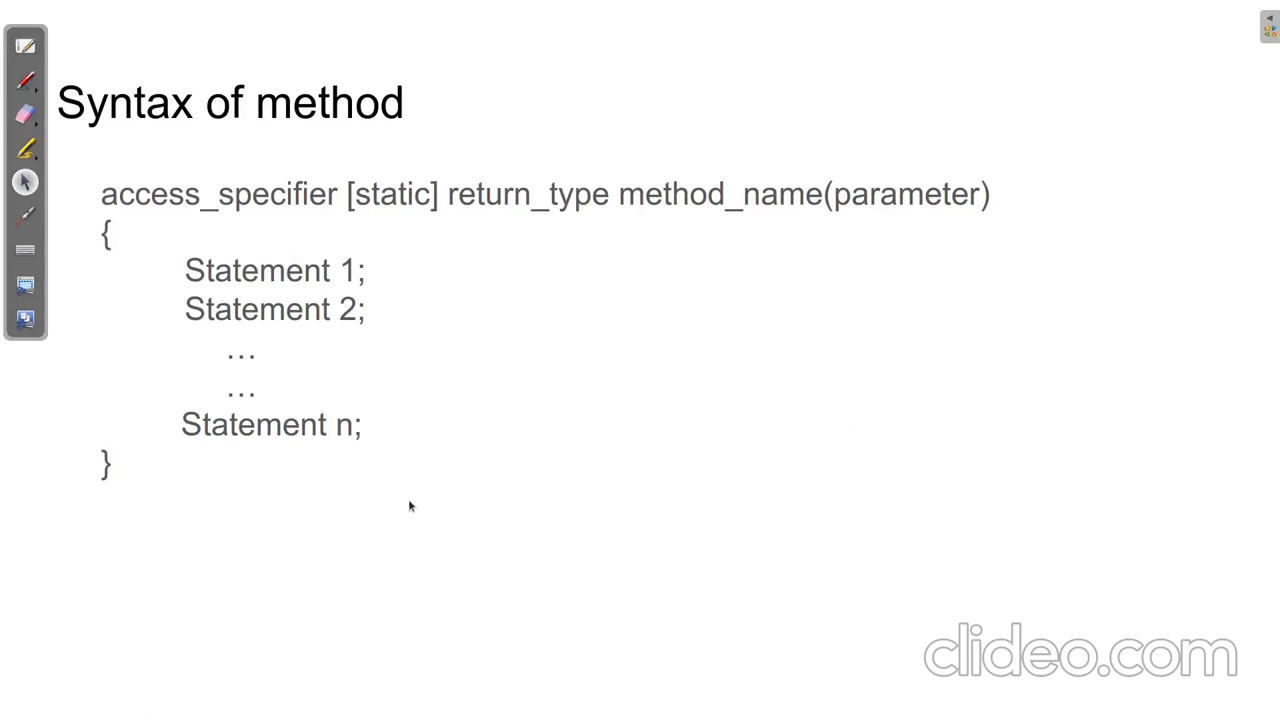 Syntax of method
access_specifier [static] return_type method_name(parameter)
{
Statement 1;
Statement 2;
…
…
Statement n;
}
clideo.com